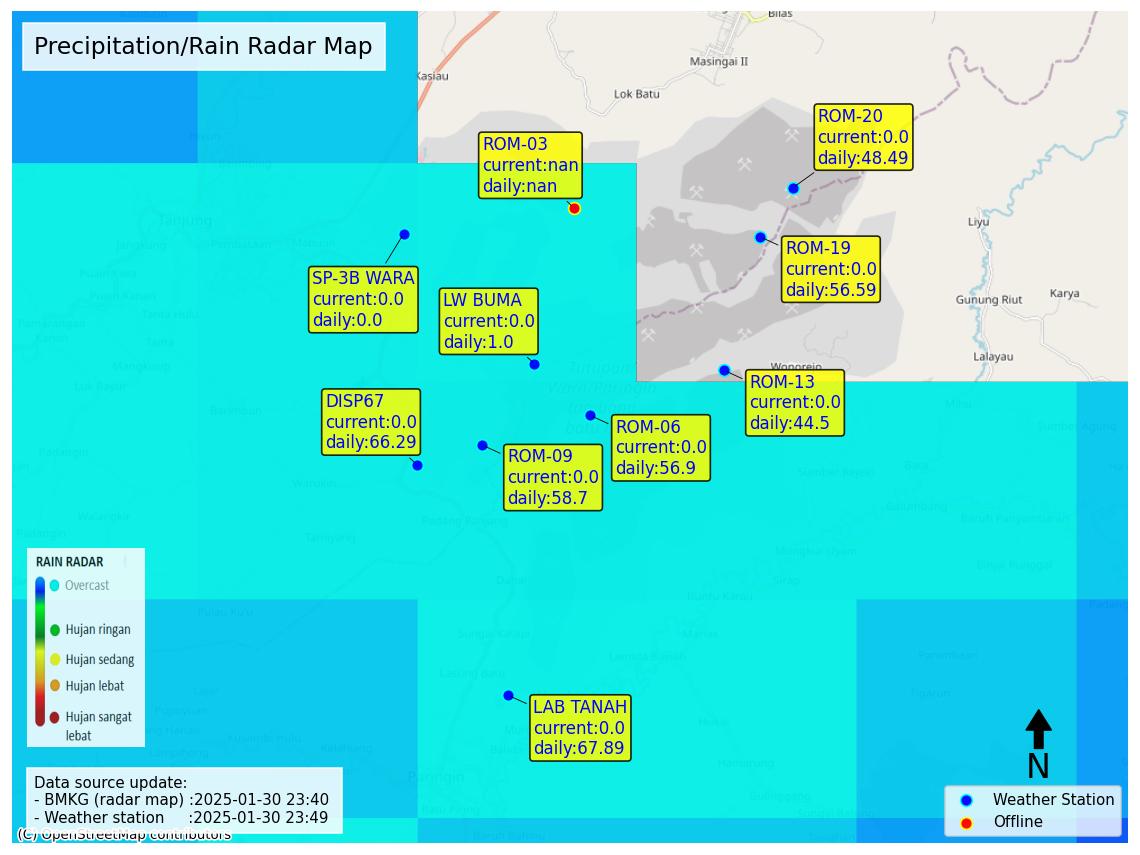 Precipitation/Rain Radar Map
Bilas
Masingai II
Kasiau
Lok Batu
ROM-20
current:0.0
daily:48.49
ROM-03
current:nan
daily:nan
Tanjung
Liyu
ROM-19
current:0.0
daily:56.59
SP-3B WARA
current:0.0
daily:0.0
LW BUMA
current:0.0
daily:1.0
Gunung Riut
Karya
Lalayau
Wonorejo
ROM-13
current:0.0
daily:44.5
DISP67
current:0.0
daily:66.29
ROM-06
current:0.0
daily:56.9
ROM-09
current:0.0
daily:58.7
RAIN RADAR
Overcast
Hujan ringan
Hujan sedang
Hujan lebat
Hujan sangat
lebat
LAB TANAH
current:0.0
daily:67.89
Paringin
N
Data source update:
- BMKG (radar map) :2025-01-30 23:40
- Weather station :2025-01-30 23:49
(C) OpenStreetMap contributors
Weather Station
Offline